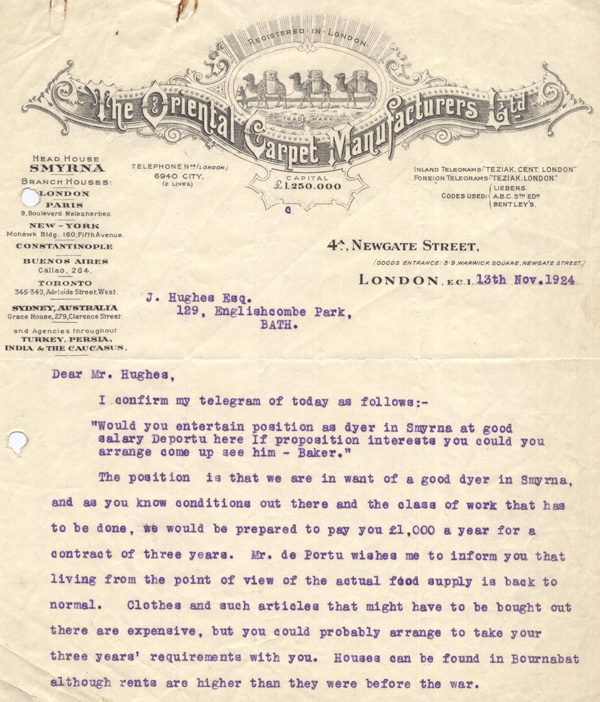 REGISTERED · IN · LONDON.
The Oriental Carpet Manufacturers Ltd
TRADE MARK
HEAD HOUSE
SMYRNA
BRANCH HOUSES:
LONDON
PARIS
9, Boulevard Malesherbes
NEW-YORK
Mohawk Bldg. 160, Fifth Avenue.
CONSTANTINOPLE
BUENOS AIRES
Callao, 264.
TORONTO
345-349, Adelaide Street, West.
SYDNEY, AUSTRALIA
Grace House, 279, Clarence Street.
and Agencies throughout
TURKEY, PERSIA,
INDIA & THE CAUCASUS.
TELEPHONE Nos (LONDON.)
6940 CITY.
(2 LINES)
CAPITAL
£1,250.000
G
INLAND TELEGRAMS "TEZIAK, CENT. LONDON."
FOREIGN TELEGRAMS "TEZIAK, LONDON."
CODES USED:
LIEBERS.
A.B.C. 5TH EDN
BENTLEY'S.
4A, NEWGATE STREET,
(GOODS ENTRANCE: 3-9, WARWICK SQUARE, NEWGATE STREET.)
LONDON. E.C.1. 13th Nov. 1924
J. Hughes Esq.
129, Englishcombe Park,
BATH.
Dear Mr. Hughes,
I confirm my telegram of today as follows:-
"Would you entertain position as dyer in Smyrna at good
salary Deportu here If proposition interests you could you
arrange come up see him - Baker."
The position is that we are in want of a good dyer in Smyrna,
and as you know conditions out there and the class of work that has
to be done, we would be prepared to pay you £1,000 a year for a
contract of three years. Mr. de Portu wishes me to inform you that
living from the point of view of the actual food supply is back to
normal. Clothes and such articles that might have to be bought out
there are expensive, but you could probably arrange to take your
three years' requirements with you. Houses can be found in Bournabat
although rents are higher than they were before the war.